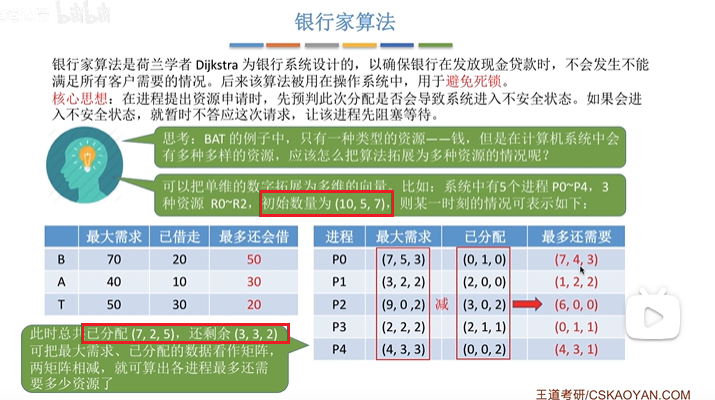 银行家算法
银行家算法是荷兰学者 Dijkstra 为银行系统设计的，以确保银行在发放现金贷款时，不会发生不能
满足所有客户需要的情况。后来该算法被用在操作系统中，用于避免死锁。
核心思想：在进程提出资源申请时，先预判此次分配是否会导致系统进入不安全状态。如果会进
入不安全状态，就暂时不答应这次请求，让该进程先阻塞等待。
思考：BAT 的例子中，只有一种类型的资源——钱，但是在计算机系统中会
有多种多样的资源，应该怎么把算法拓展为多种资源的情况呢？
可以把单维的数字拓展为多维的向量。比如：系统中有5个进程 P0~P4，3
种资源 R0~R2，初始数量为 (10, 5, 7)，则某一时刻的情况可表示如下：
最大需求 已借走 最多还会借
B 70 20 50
A 40 10 30
T 50 30 20
进程 最大需求 已分配 最多还需要
P0 (7, 5, 3) (0, 1, 0) (7, 4, 3)
P1 (3, 2, 2) (2, 0, 0) (1, 2, 2)
P2 (9, 0 ,2) 减 (3, 0, 2) (6, 0, 0)
P3 (2, 2, 2) (2, 1, 1) (0, 1, 1)
P4 (4, 3, 3) (0, 0, 2) (4, 3, 1)
此时总共已分配 (7, 2, 5)，还剩余 (3, 3, 2)
可把最大需求、已分配的数据看作矩阵，
两矩阵相减，就可算出各进程最多还需
要多少资源了
王道考研/CSKAOYAN.COM